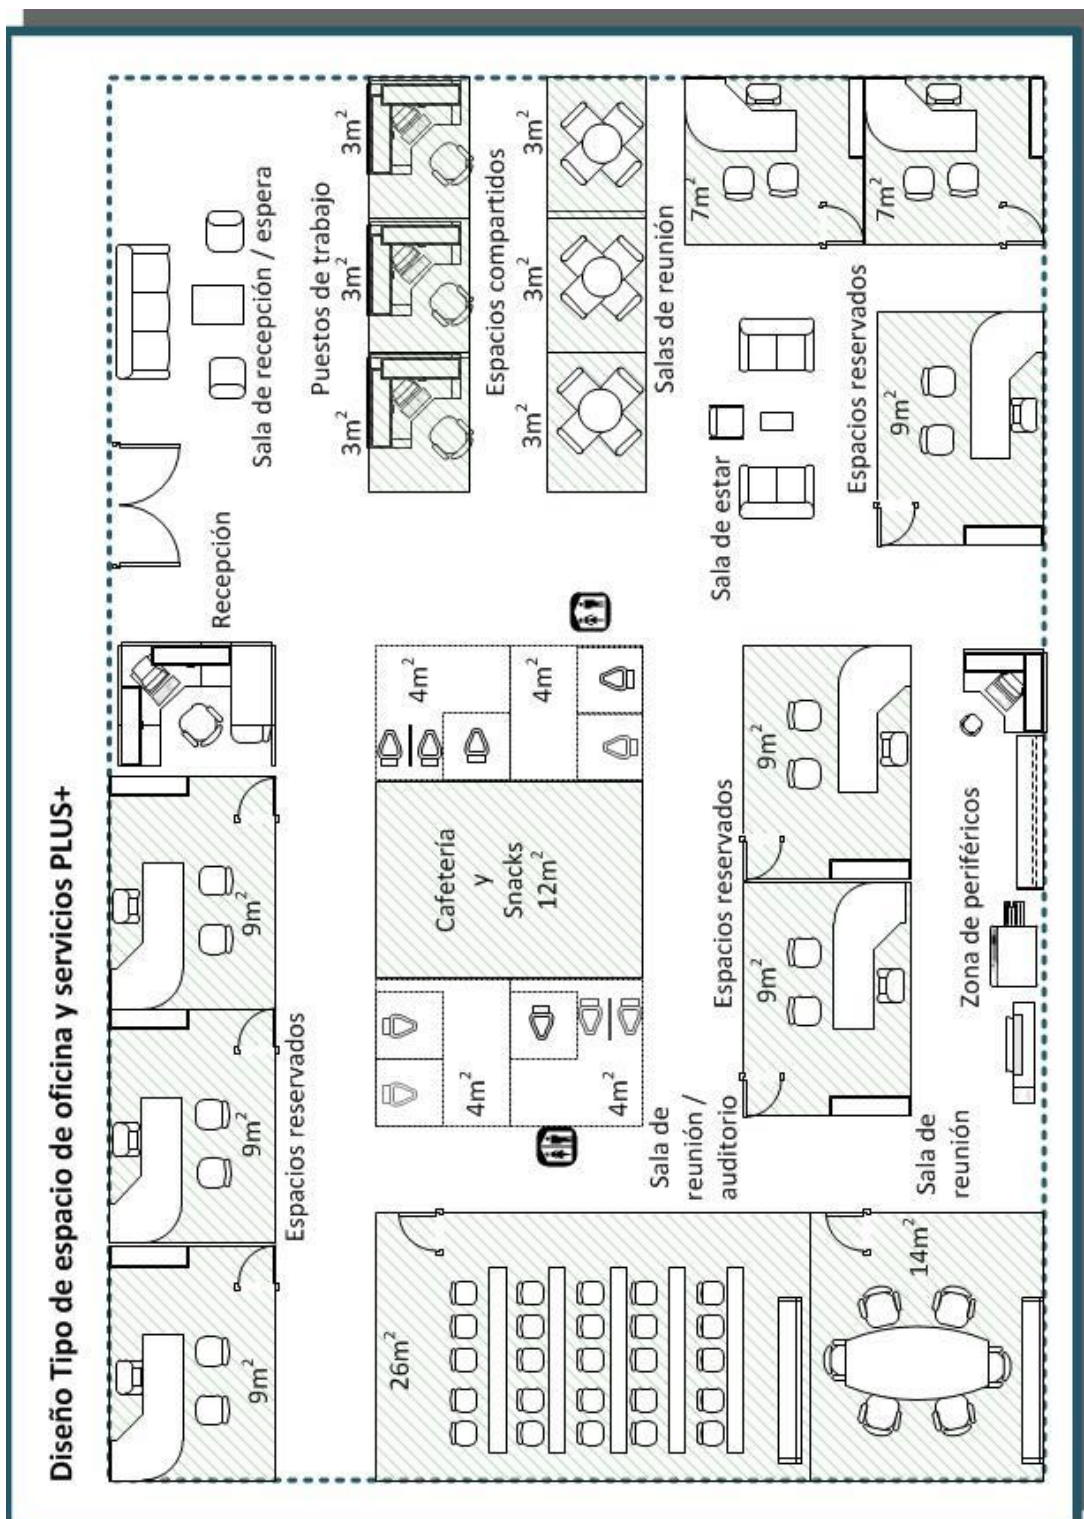 Diseño Tipo de espacio de oficina y servicios PLUS+
Recepción
9m²
9m²
9m²
Sala de recepción / espera
Espacios reservados
Puestos de trabajo
3m²
3m²
3m²
26m²
4m²
Cafetería
y
Snacks
12m²
4m²
4m²
4m²
Espacios compartidos
3m²
3m²
3m²
Salas de reunión
Sala de
reunión /
auditorio
7m²
7m²
Sala de estar
Espacios reservados
9m²
9m²
Espacios reservados
9m²
14m²
Sala de
reunión
Zona de periféricos